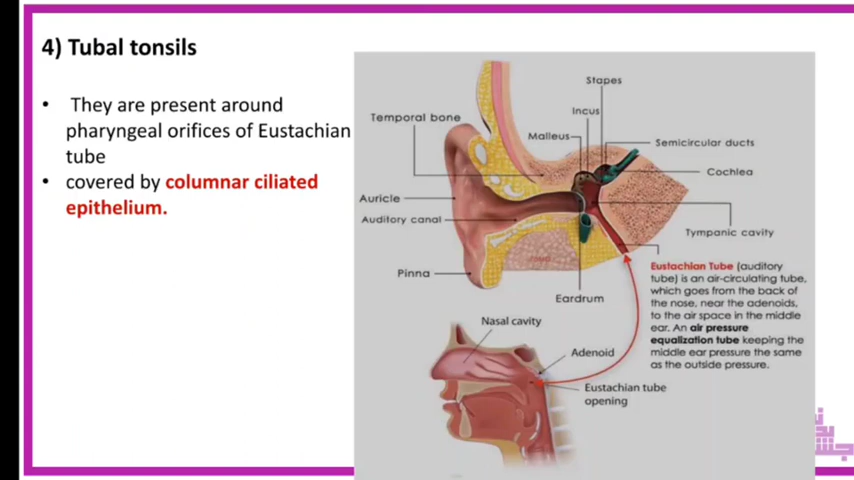 4) Tubal tonsils
• They are present around
pharyngeal orifices of Eustachian
tube
• covered by columnar ciliated
epithelium.
Stapes
Incus
Temporal bone
Malleus
Semicircular ducts
Cochlea
Auricle
Auditory canal
Tympanic cavity
Pinna
Eardrum
Eustachian Tube (auditory
tube) is an air-circulating tube,
which goes from the back of
the nose, near the adenoids,
to the air space in the middle
ear. An air pressure
equalization tube keeping the
middle ear pressure the same
as the outside pressure.
Nasal cavity
Adenoid
Eustachian tube
opening